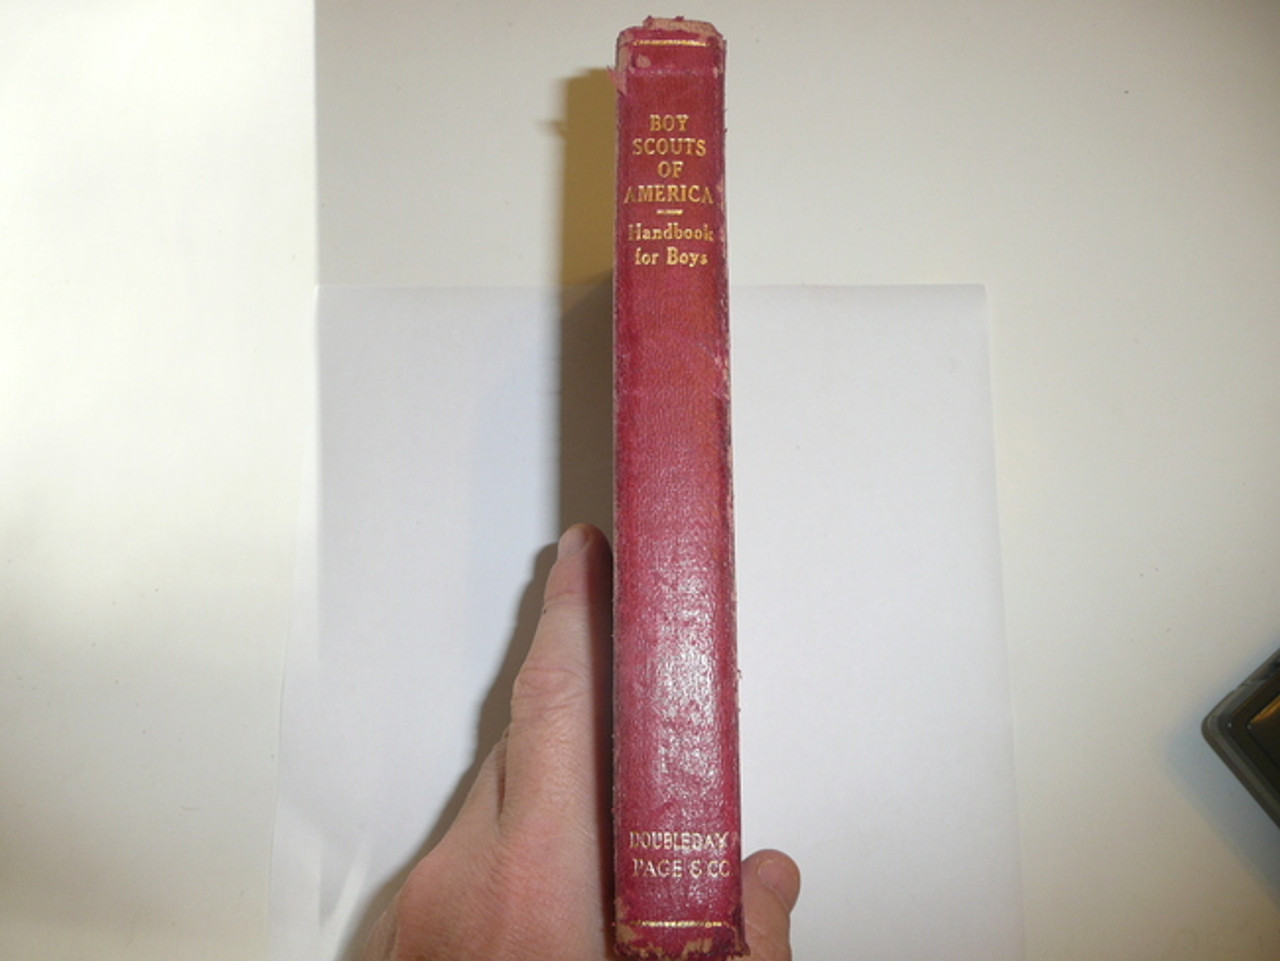 BOY
SCOUTS
OF
AMERICA
Handbook
for Boys
DOUBLEDAY
PAGE & CO